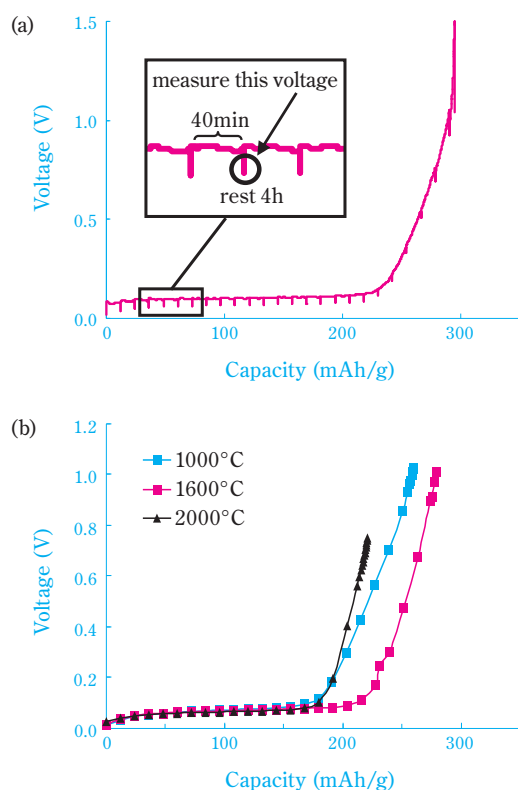 (a)
1.5
1.0
0.5
0.0
Voltage (V)
measure this voltage
40min
rest 4h
0
100
200
300
Capacity (mAh/g)
(b)
1.2
1.0
0.8
0.6
0.4
0.2
0.0
Voltage (V)
1000°C
1600°C
2000°C
0
100
200
300
Capacity (mAh/g)